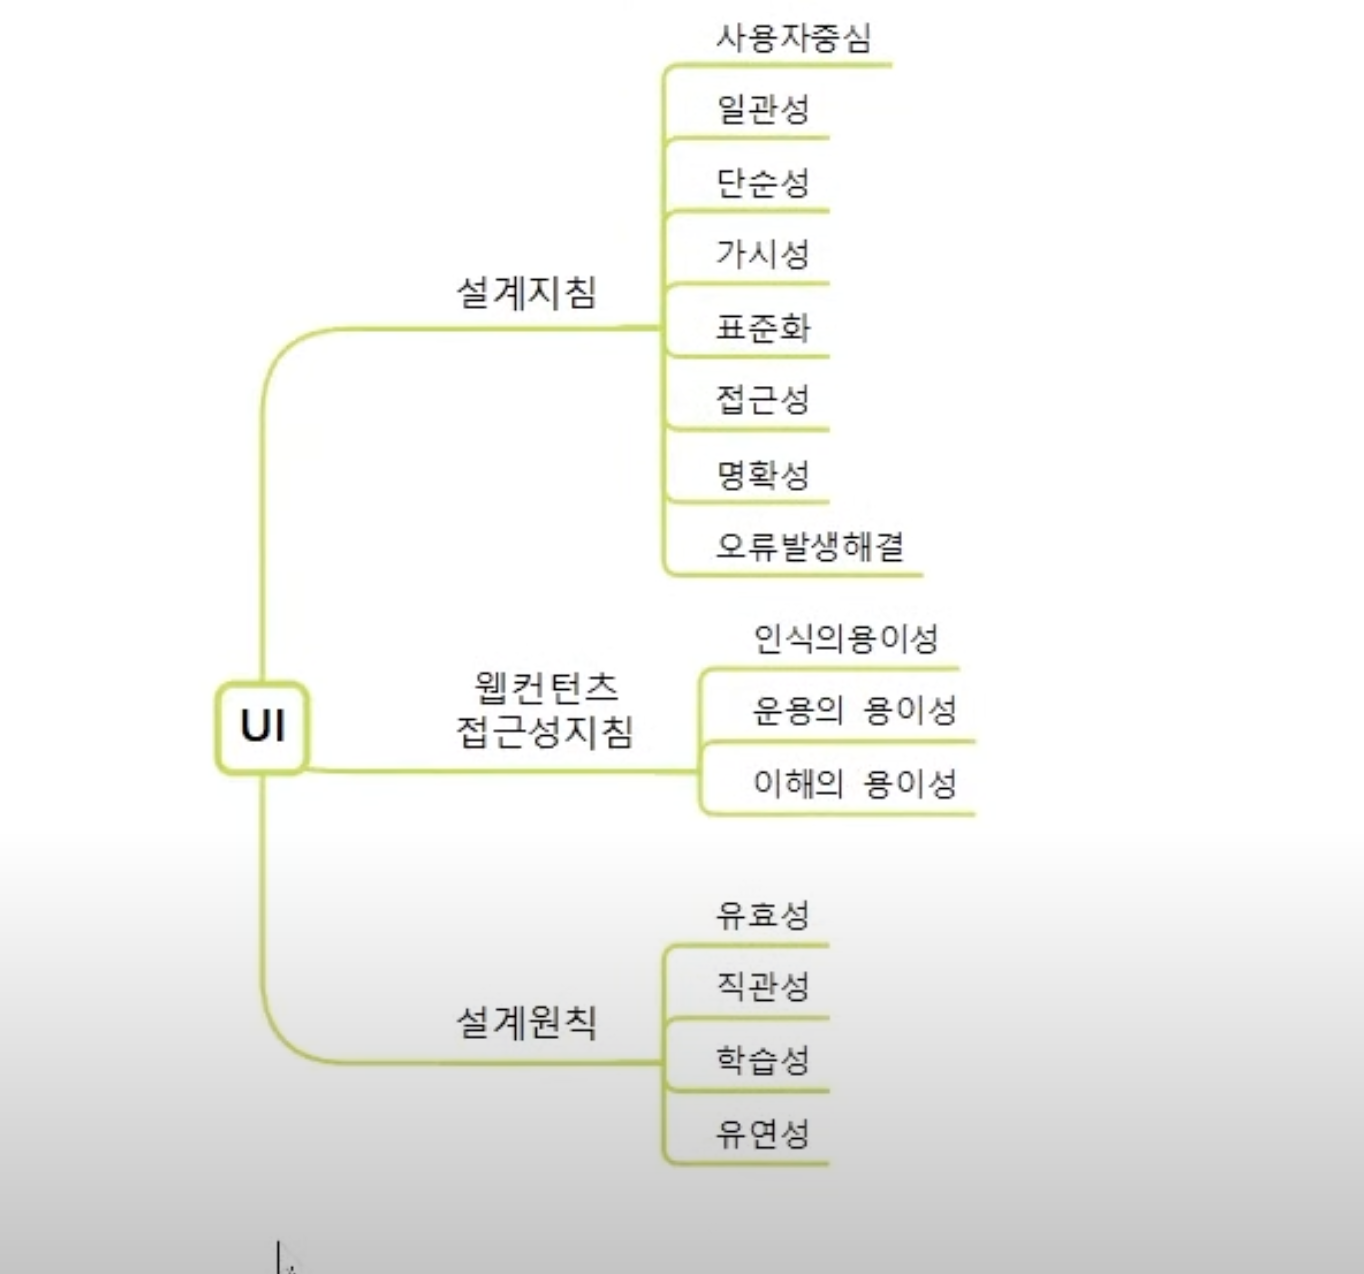 사용자중심
일관성
단순성
가시성
설계지침
표준화
접근성
명확성
오류발생해결
인식의용이성
웹컨턴츠
접근성지침
운용의 용이성
UI
이해의 용이성
유효성
직관성
설계원칙
학습성
유연성